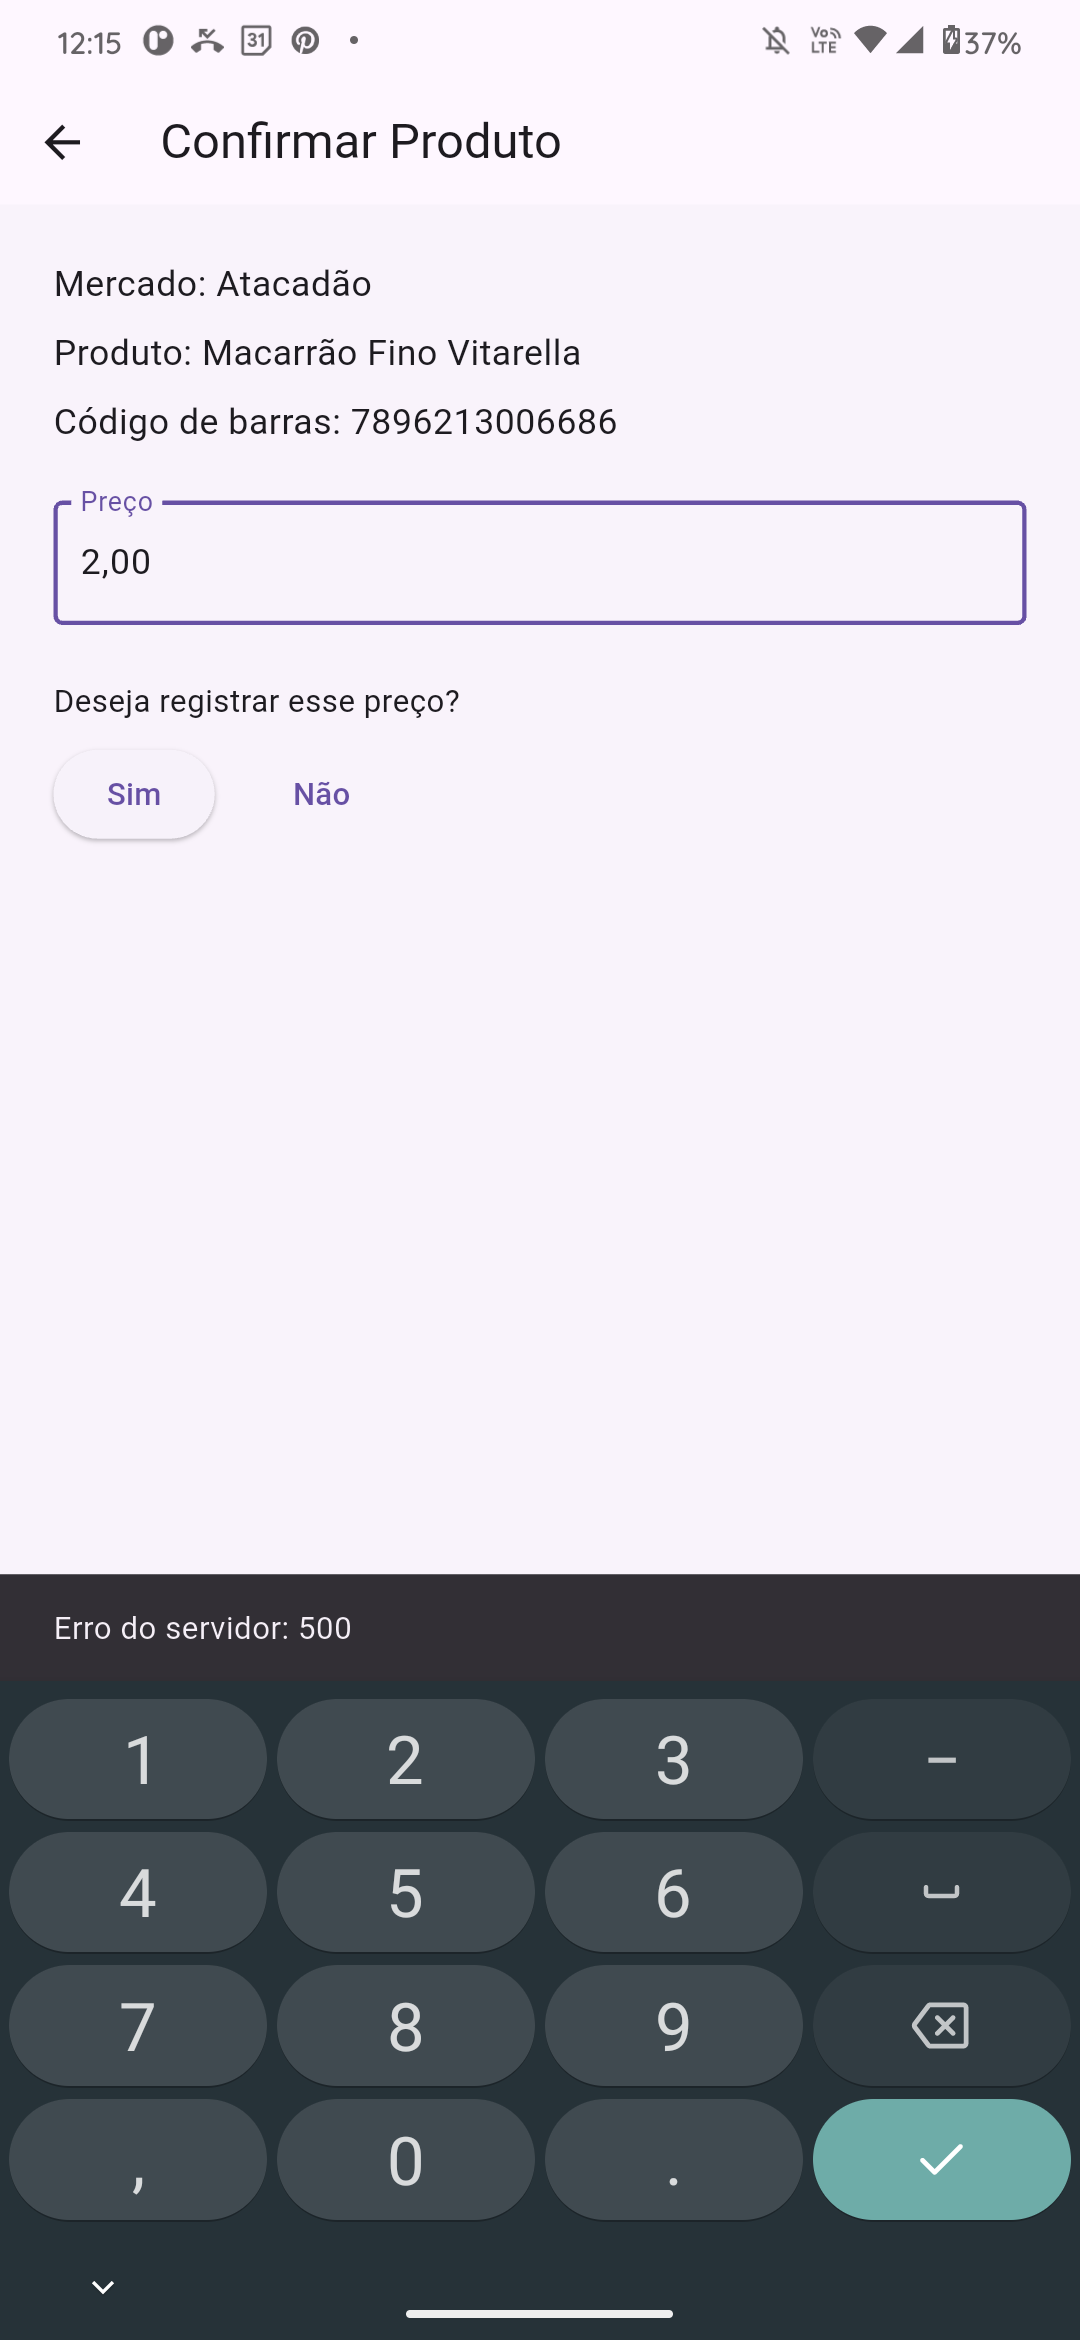 12:15 31 Vo LTE 37%
Confirmar Produto
Mercado: Atacadão
Produto: Macarrão Fino Vitarella
Código de barras: 7896213006686
Preço
2,00
Deseja registrar esse preço?
Sim Não
Erro do servidor: 500
1 2 3 –
4 5 6
7 8 9
, 0 .